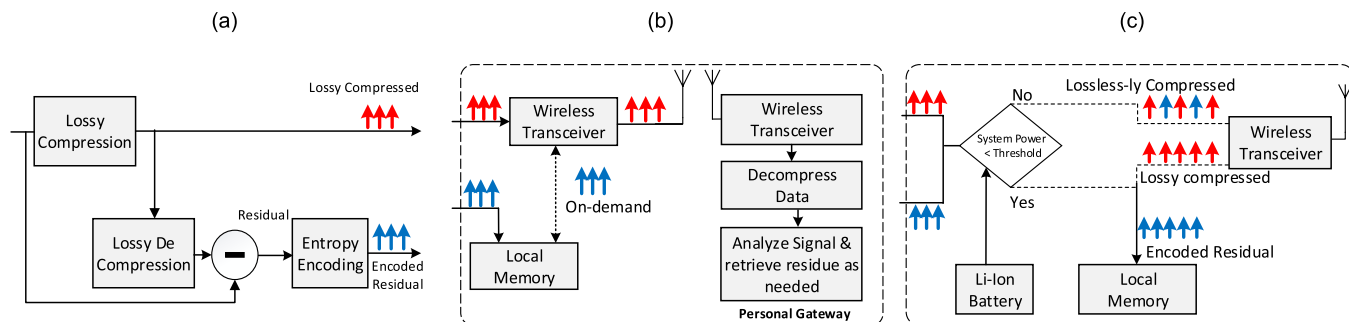 (a)
Lossy
Compression
Lossy Compressed
Lossy De
Compression
Residual
Entropy
Encoding
Encoded
Residual
(b)
Wireless
Transceiver
On-demand
Local
Memory
Wireless
Transceiver
Decompress
Data
Analyze Signal &
retrieve residue as
needed
Personal Gateway
(c)
No
Lossless-ly Compressed
System Power
< Threshold
Wireless
Transceiver
Lossy compressed
Yes
Encoded Residual
Li-Ion
Battery
Local
Memory